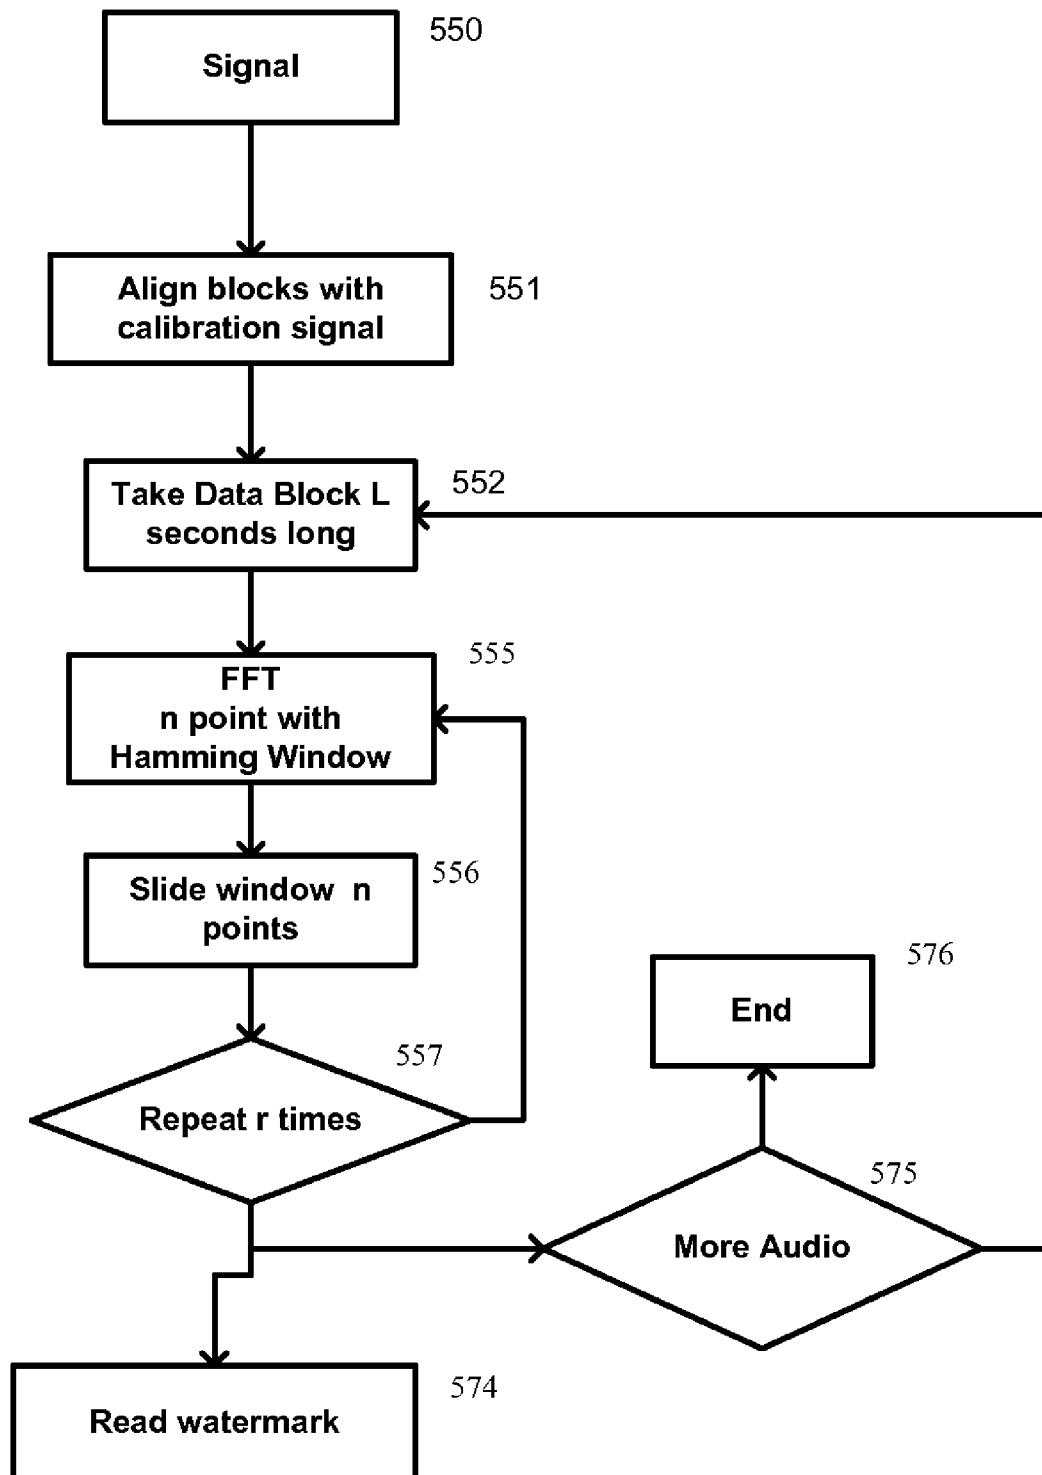 Signal
550
Align blocks with
calibration signal
551
Take Data Block L
seconds long
552
FFT
n point with
Hamming Window
555
Slide window n
points
556
Repeat r times
557
End
576
More Audio
575
Read watermark
574